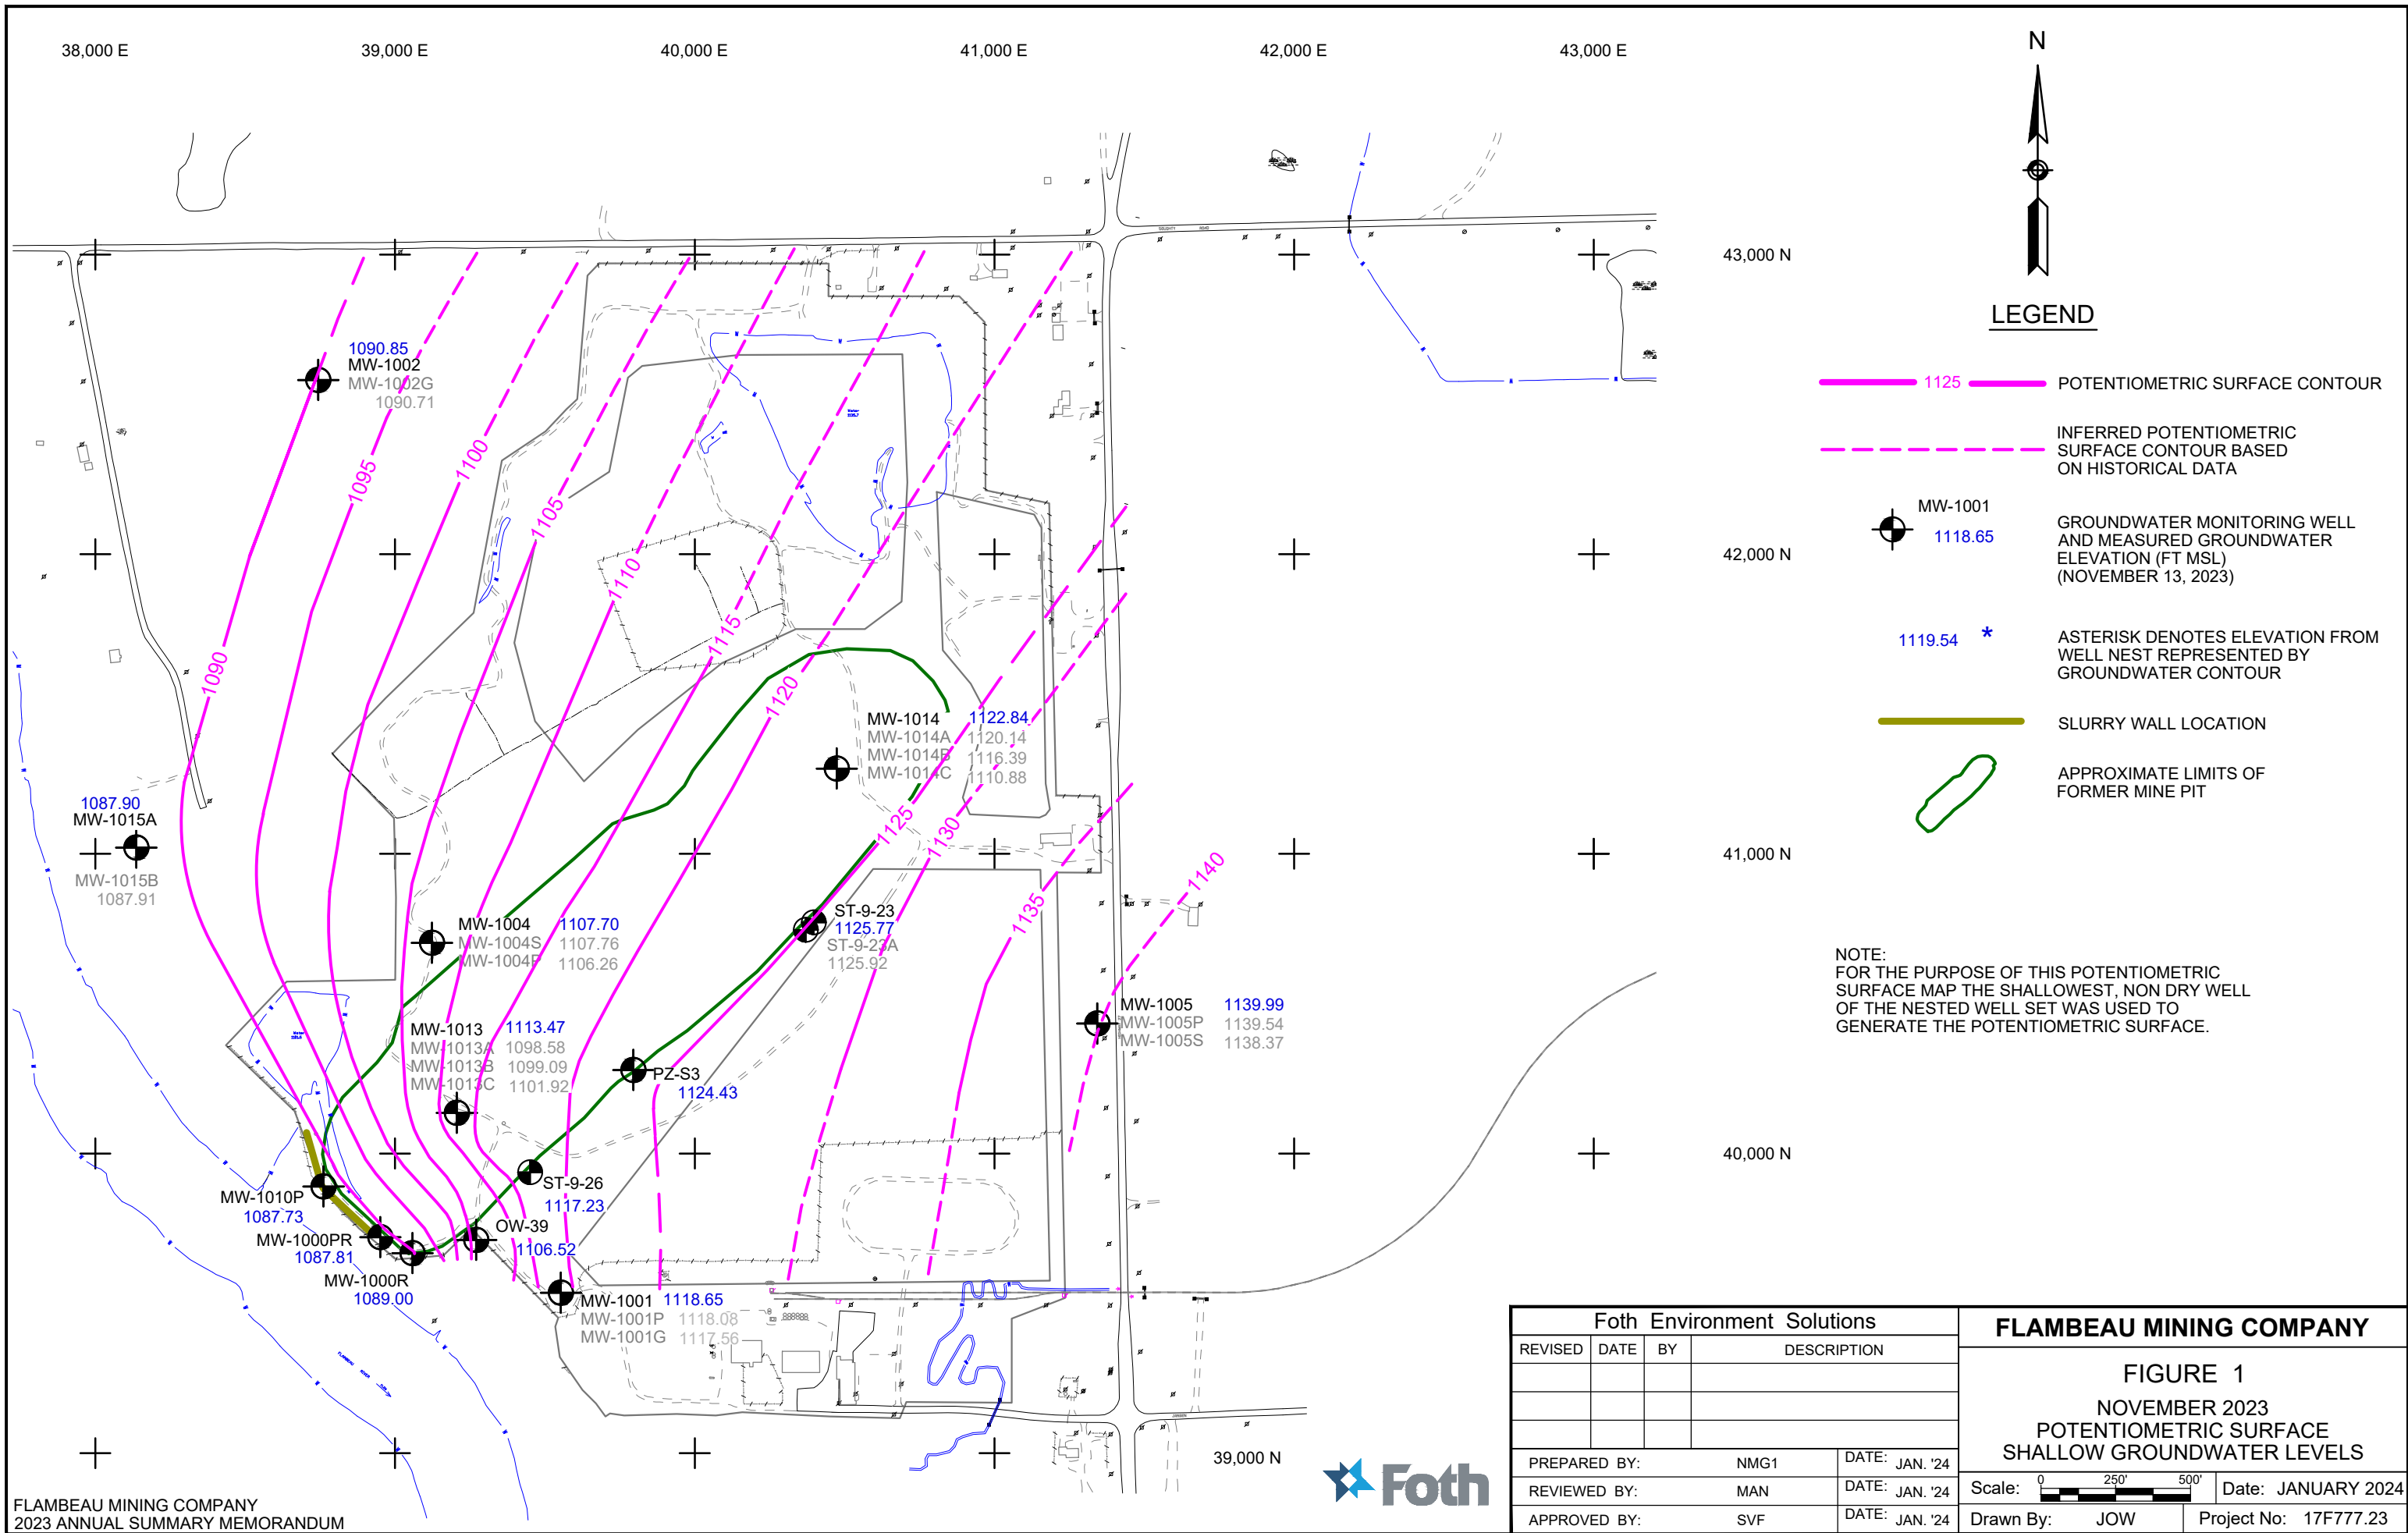 38,000 E
39,000 E
40,000 E
41,000 E
42,000 E
43,000 E
N
43,000 N
42,000 N
41,000 N
40,000 N
39,000 N
LEGEND
1125
POTENTIOMETRIC SURFACE CONTOUR
INFERRED POTENTIOMETRIC
SURFACE CONTOUR BASED
ON HISTORICAL DATA
MW-1001
1118.65
GROUNDWATER MONITORING WELL
AND MEASURED GROUNDWATER
ELEVATION (FT MSL)
(NOVEMBER 13, 2023)
1119.54 *
ASTERISK DENOTES ELEVATION FROM
WELL NEST REPRESENTED BY
GROUNDWATER CONTOUR
SLURRY WALL LOCATION
APPROXIMATE LIMITS OF
FORMER MINE PIT
NOTE:
FOR THE PURPOSE OF THIS POTENTIOMETRIC
SURFACE MAP THE SHALLOWEST, NON DRY WELL
OF THE NESTED WELL SET WAS USED TO
GENERATE THE POTENTIOMETRIC SURFACE.
1090.85
MW-1002
MW-1002G
1090.71
1090
1095
1100
1105
1110
1115
1120
1125
1130
1135
1140
MW-1014 1122.84
MW-1014A 1120.14
MW-1014B 1116.39
MW-1014C 1110.88
1087.90
MW-1015A
MW-1015B
1087.91
MW-1004 1107.70
MW-1004S 1107.76
MW-1004P 1106.26
ST-9-23
1125.77
ST-9-23A
1125.92
MW-1005 1139.99
MW-1005P 1139.54
MW-1005S 1138.37
MW-1013 1113.47
MW-1013A 1098.58
MW-1013B 1099.09
MW-1013C 1101.92
PZ-S3
1124.43
ST-9-26
1117.23
MW-1010P
1087.73
OW-39
1106.52
MW-1000PR
1087.81
MW-1000R
1089.00
MW-1001 1118.65
MW-1001P 1118.08
MW-1001G 1117.56
FLAMBEAU RIVER
FLAMBEAU MINING COMPANY
2023 ANNUAL SUMMARY MEMORANDUM
Foth
Foth Environment Solutions
REVISED DATE BY DESCRIPTION
PREPARED BY: NMG1 DATE: JAN. '24
REVIEWED BY: MAN DATE: JAN. '24
APPROVED BY: SVF DATE: JAN. '24
FLAMBEAU MINING COMPANY
FIGURE 1
NOVEMBER 2023
POTENTIOMETRIC SURFACE
SHALLOW GROUNDWATER LEVELS
Scale: 0 250' 500'
Date: JANUARY 2024
Drawn By: JOW
Project No: 17F777.23